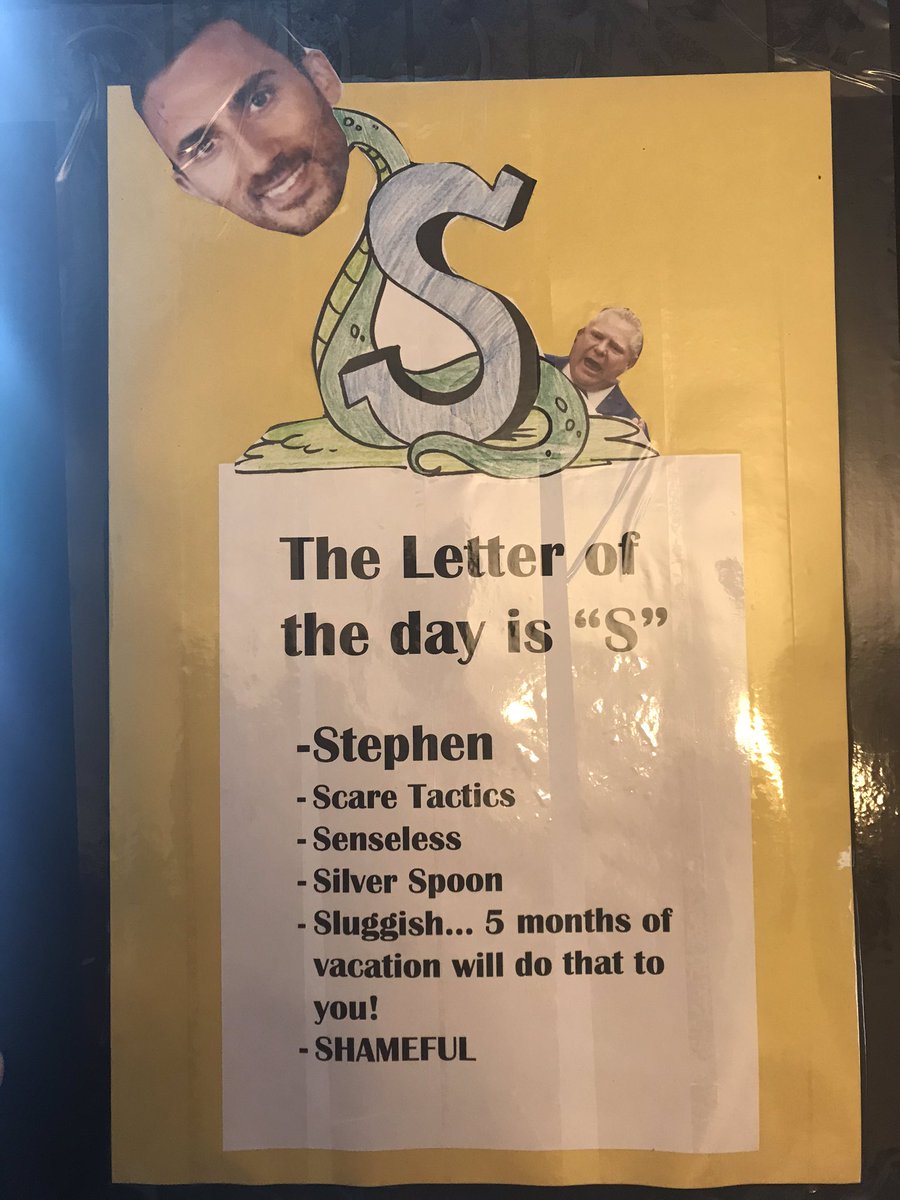 S
The Letter of
the day is “S”
-Stephen
- Scare Tactics
- Senseless
- Silver Spoon
- Sluggish... 5 months of
vacation will do that to
you!
- SHAMEFUL